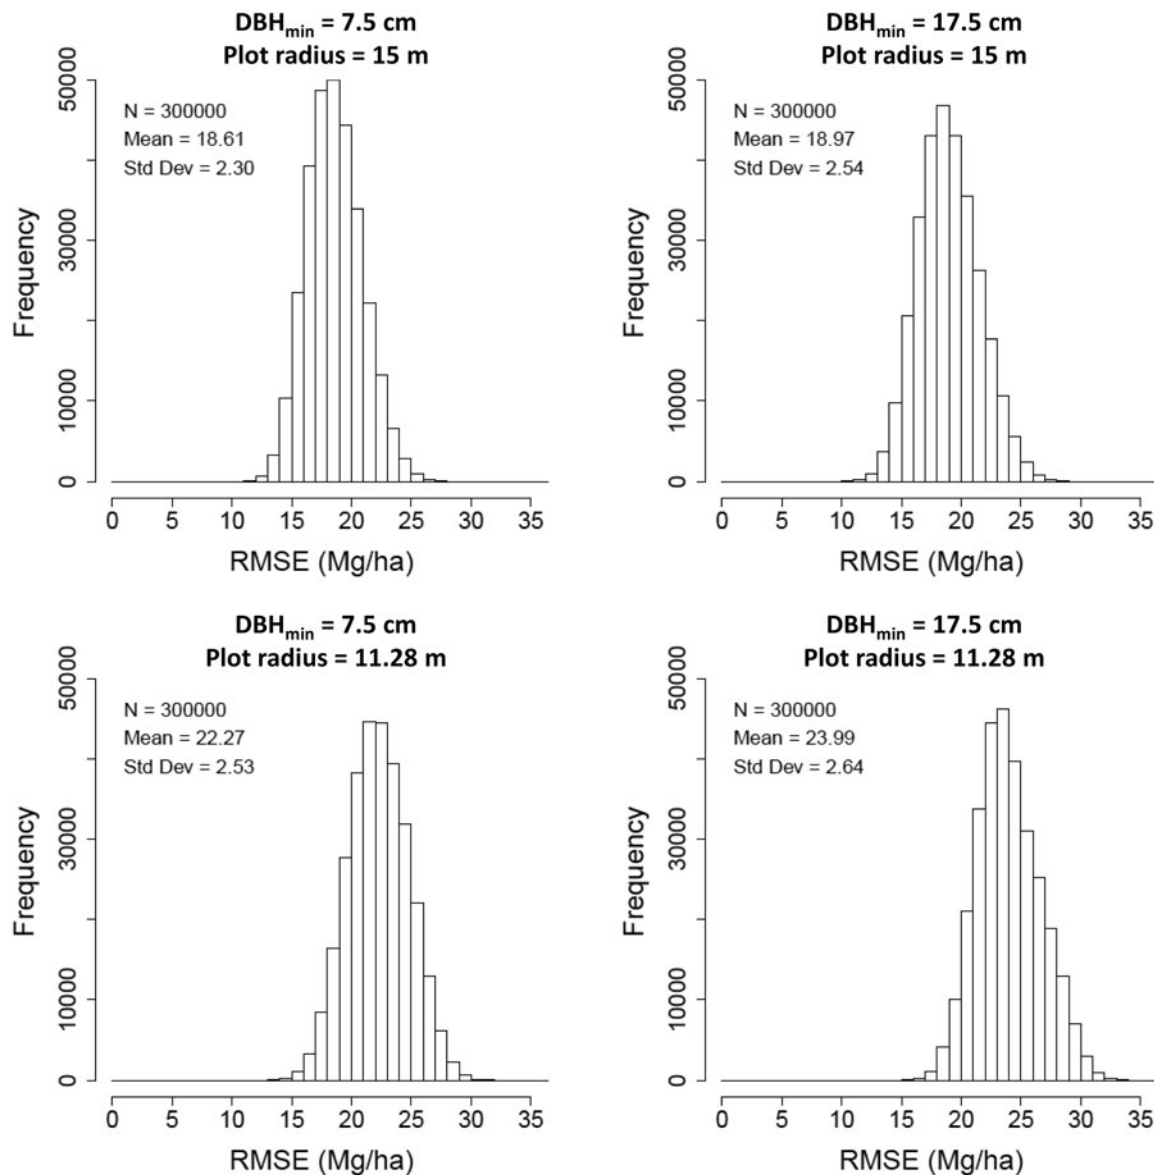 DBHmin = 7.5 cm
Plot radius = 15 m
N = 300000
Mean = 18.61
Std Dev = 2.30
Frequency
0
10000
30000
50000
0 5 10 15 20 25 30 35
RMSE (Mg/ha)
DBHmin = 17.5 cm
Plot radius = 15 m
N = 300000
Mean = 18.97
Std Dev = 2.54
Frequency
0
10000
30000
50000
0 5 10 15 20 25 30 35
RMSE (Mg/ha)
DBHmin = 7.5 cm
Plot radius = 11.28 m
N = 300000
Mean = 22.27
Std Dev = 2.53
Frequency
0
10000
30000
50000
0 5 10 15 20 25 30 35
RMSE (Mg/ha)
DBHmin = 17.5 cm
Plot radius = 11.28 m
N = 300000
Mean = 23.99
Std Dev = 2.64
Frequency
0
10000
30000
50000
0 5 10 15 20 25 30 35
RMSE (Mg/ha)